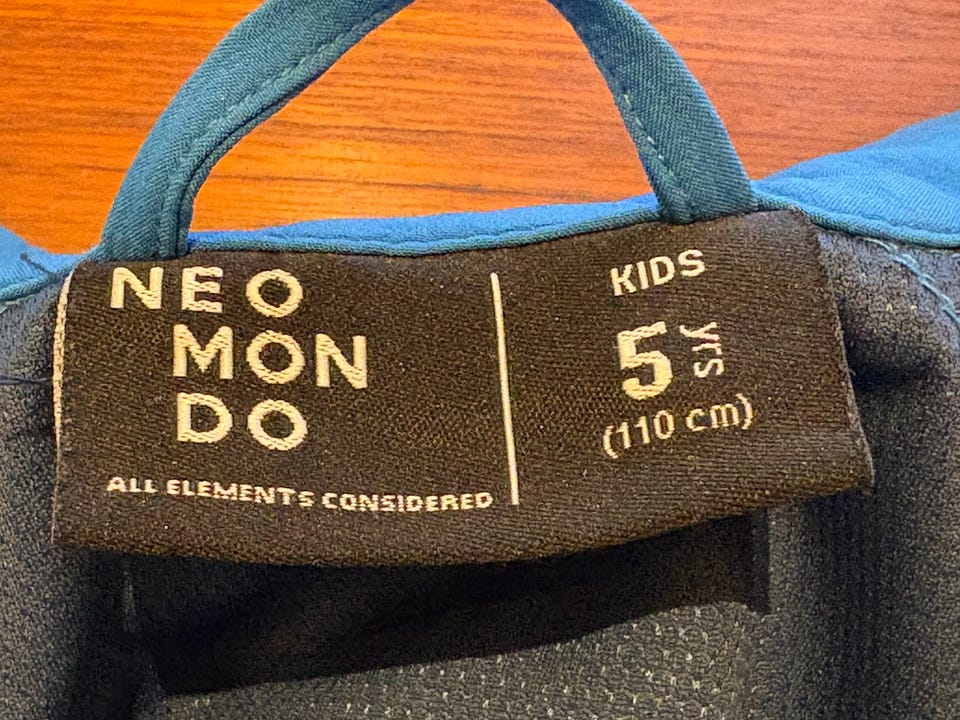 NEO
MON
DO
ALL ELEMENTS CONSIDERED
KIDS
5 yrs
(110 cm)